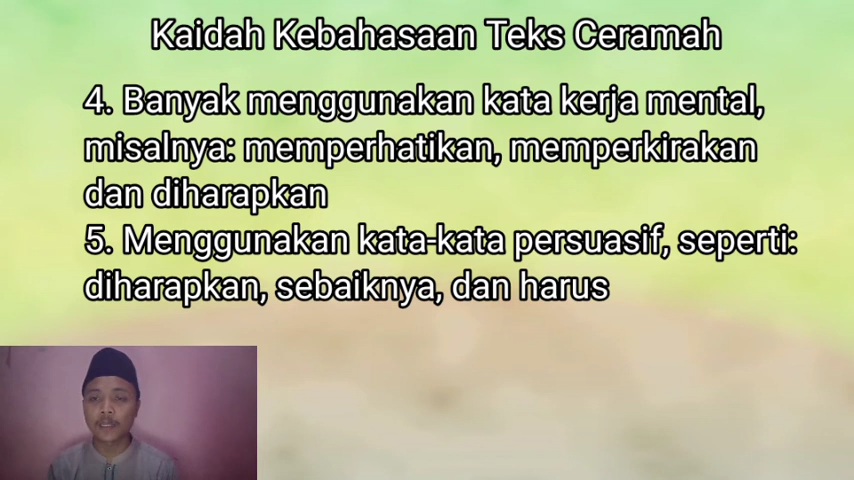 Kaidah Kebahasaan Teks Ceramah
4. Banyak menggunakan kata kerja mental,
misalnya: memperhatikan, memperkirakan
dan diharapkan
5. Menggunakan kata-kata persuasif, seperti:
diharapkan, sebaiknya, dan harus